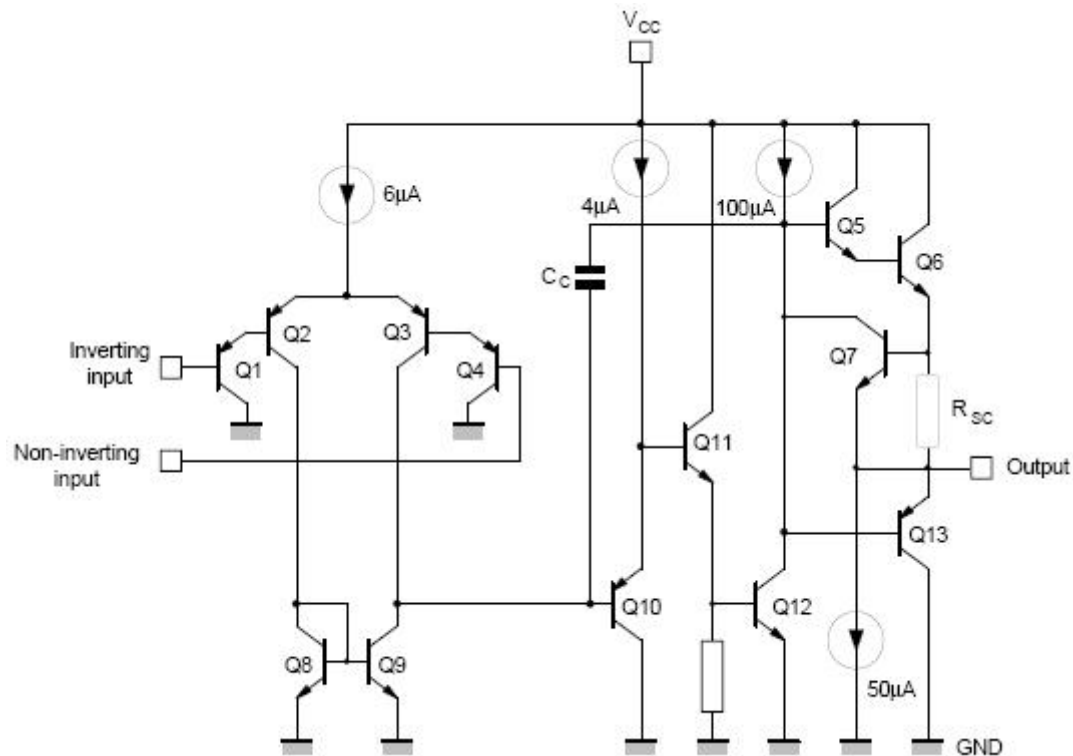 VCC
6μA
4μA
100μA
Q5
Q6
CC
Q2
Q3
Inverting
input
Q1
Q4
Q7
RSC
Non-inverting
input
Q11
Output
Q13
Q10
Q12
Q8
Q9
50μA
GND